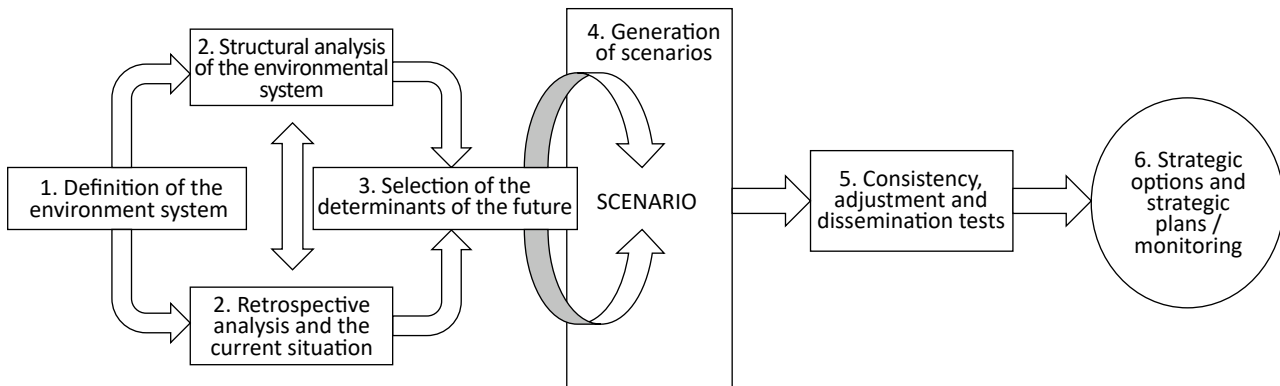 1. Definition of the
environment system
2. Structural analysis
of the environmental
system
2. Retrospective
analysis and the
current situation
3. Selection of the
determinants of the future
4. Generation
of scenarios
SCENARIO
5. Consistency,
adjustment and
dissemination tests
6. Strategic
options and
strategic
plans /
monitoring